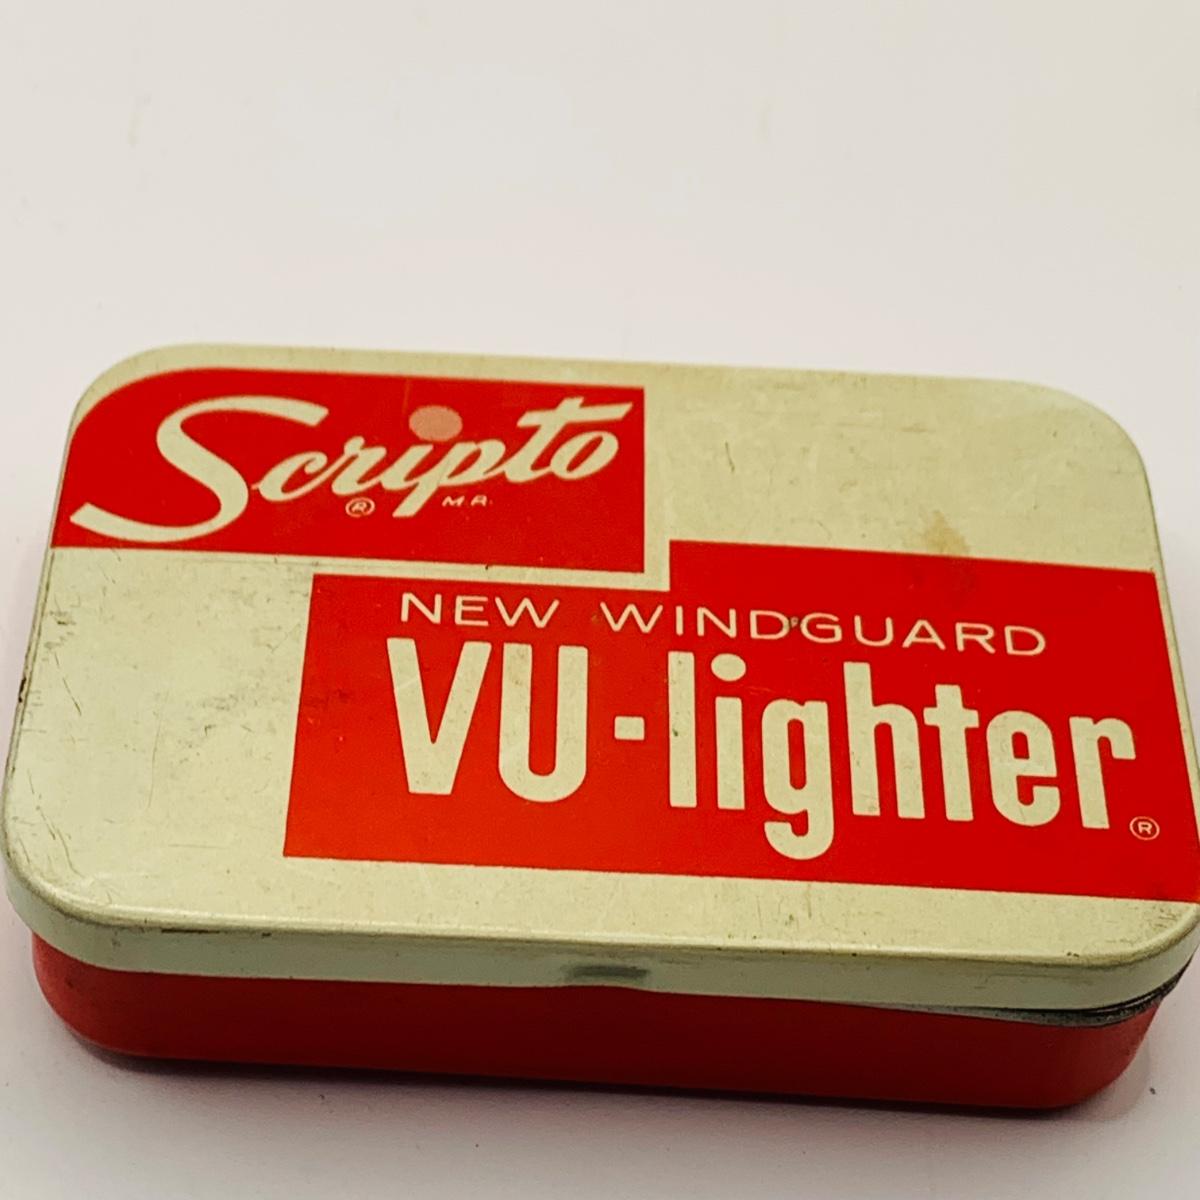 Scripto
® M.R.
NEW WINDGUARD
VU-lighter
®